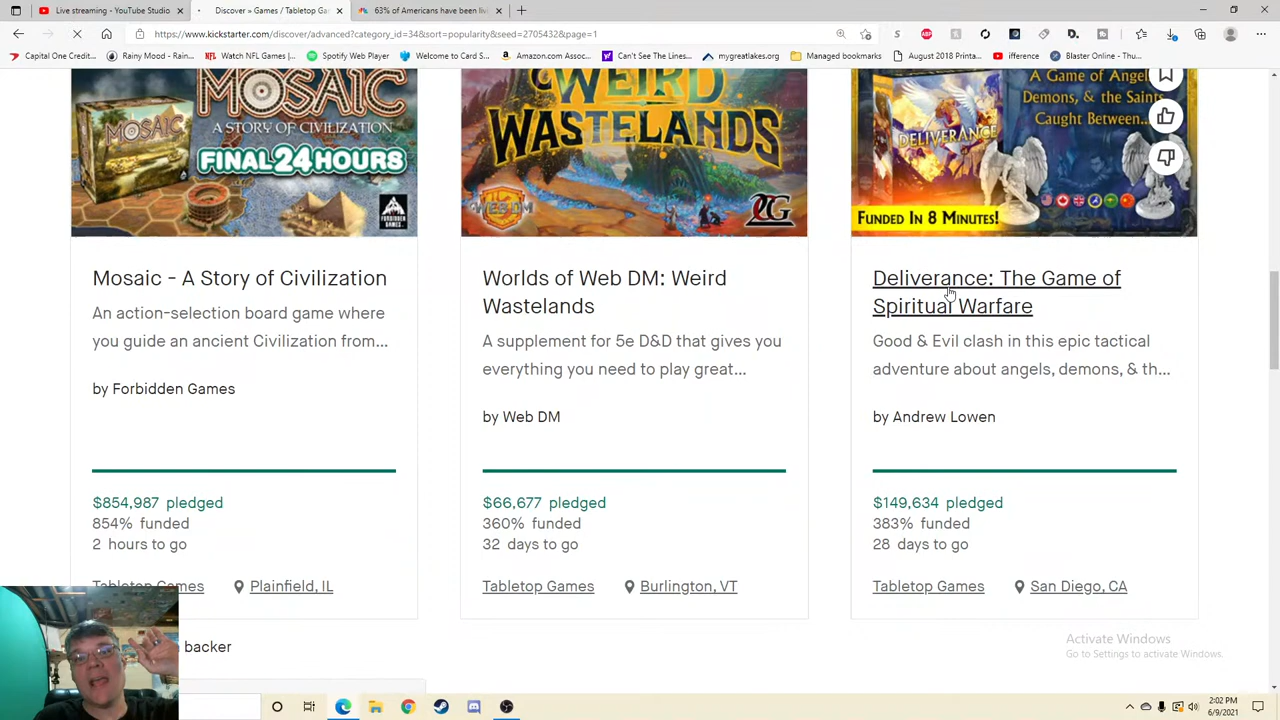 Live streaming - YouTube Studio
Discover » Games / Tabletop Gam
63% of Americans have been livi
https://www.kickstarter.com/discover/advanced?category_id=34&sort=popularity&seed=2705432&page=1
Capital One Credit...
Rainy Mood - Rain...
Watch NFL Games |...
Spotify Web Player
Welcome to Card S...
Amazon.com Assoc...
Can't See The Lines...
mygreatlakes.org
Managed bookmarks
August 2018 Printa...
ifference
Blaster Online - Thu...
MOSAIC
A STORY OF CIVILIZATION
FINAL 24 HOURS
MOSAIC
FORBIDDEN GAMES
WEIRD
WASTELANDS
WEB DM
2CG
A Game of Angel
Demons, & the Saints
Caught Between...
DELIVERANCE
FUNDED IN 8 MINUTES!
Mosaic - A Story of Civilization
An action-selection board game where
you guide an ancient Civilization from...
by Forbidden Games
$854,987 pledged
854% funded
2 hours to go
Games
Plainfield, IL
Worlds of Web DM: Weird
Wastelands
A supplement for 5e D&D that gives you
everything you need to play great...
by Web DM
$66,677 pledged
360% funded
32 days to go
Tabletop Games
Burlington, VT
Deliverance: The Game of
Spiritual Warfare
Good & Evil clash in this epic tactical
adventure about angels, demons, & th...
by Andrew Lowen
$149,634 pledged
383% funded
28 days to go
Tabletop Games
San Diego, CA
backer
Activate Windows
Go to Settings to activate Windows.
2:02 PM
6/9/2021